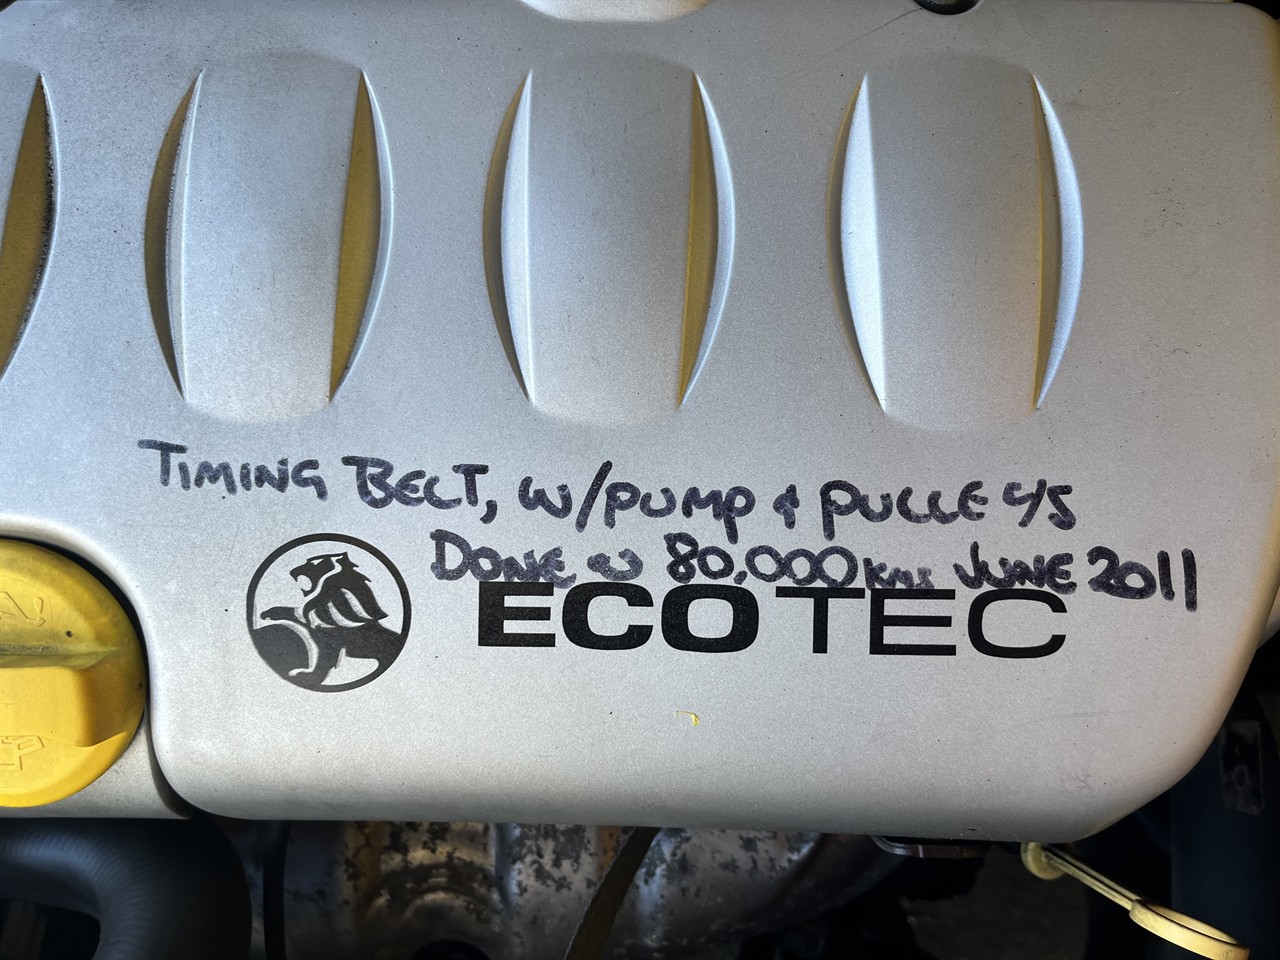 TIMING BELT, W/PUMP & PULLEYS
DONE @ 80,000 KMS JUNE 2011
ECOTEC